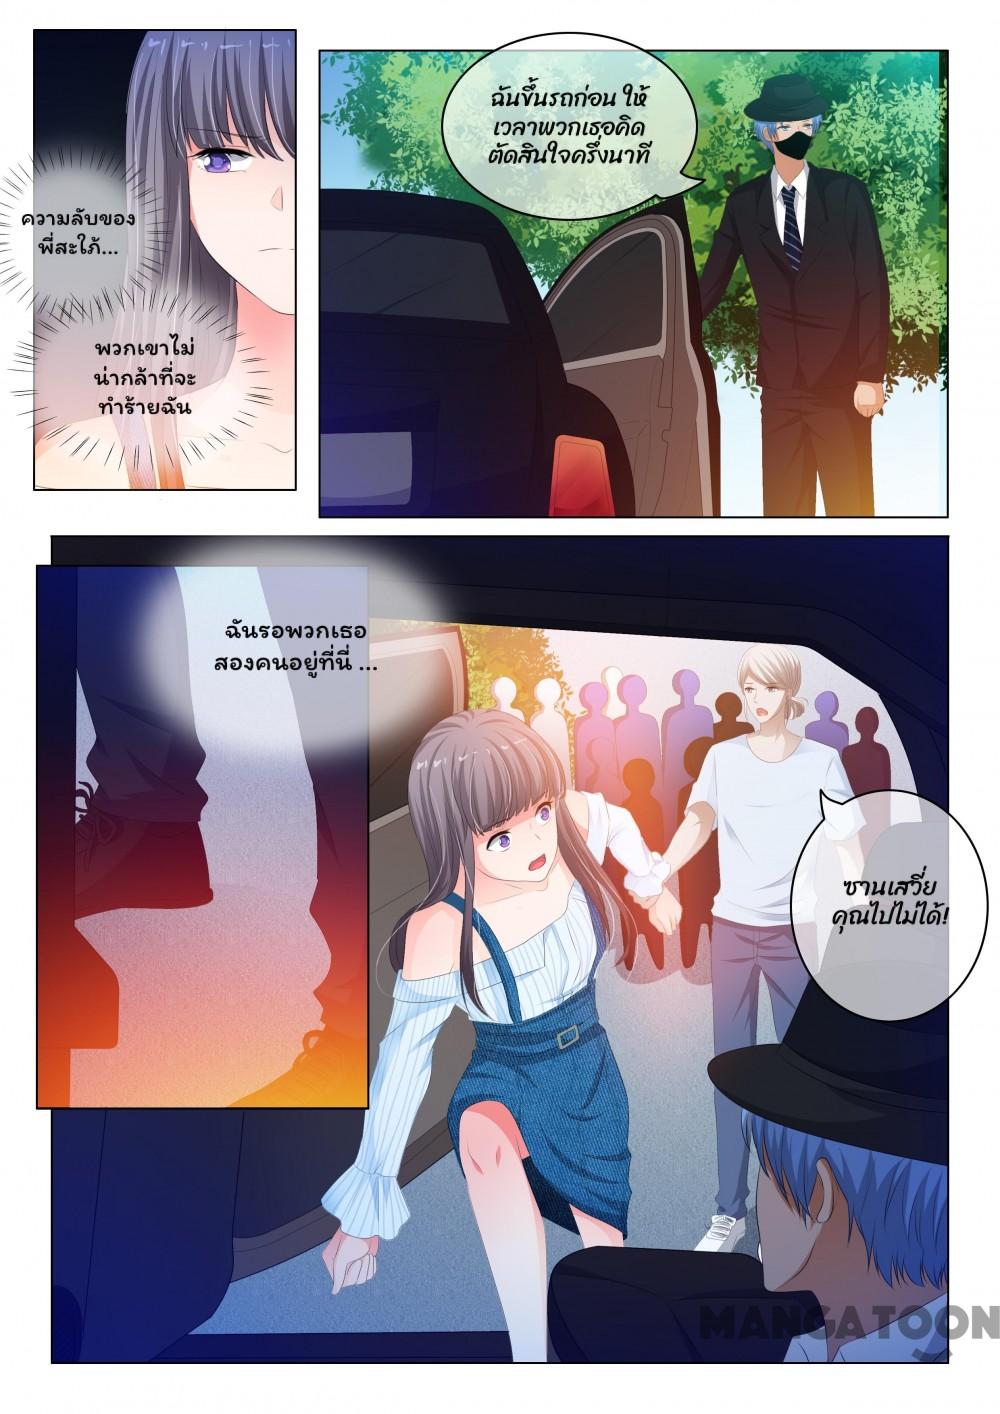 ความลับของ
พี่สะใภ้...
พวกเขาไม่
น่ากล้าที่จะ
ทำร้ายฉัน
ฉันขึ้นรถก่อน ให้
เวลาพวกเธอคิด
ตัดสินใจครึ่งนาที
ฉันรอพวกเธอ
สองคนอยู่ที่นี่ ...
ซานเสวี่ย
คุณไปไม่ได้!
MANGATOON